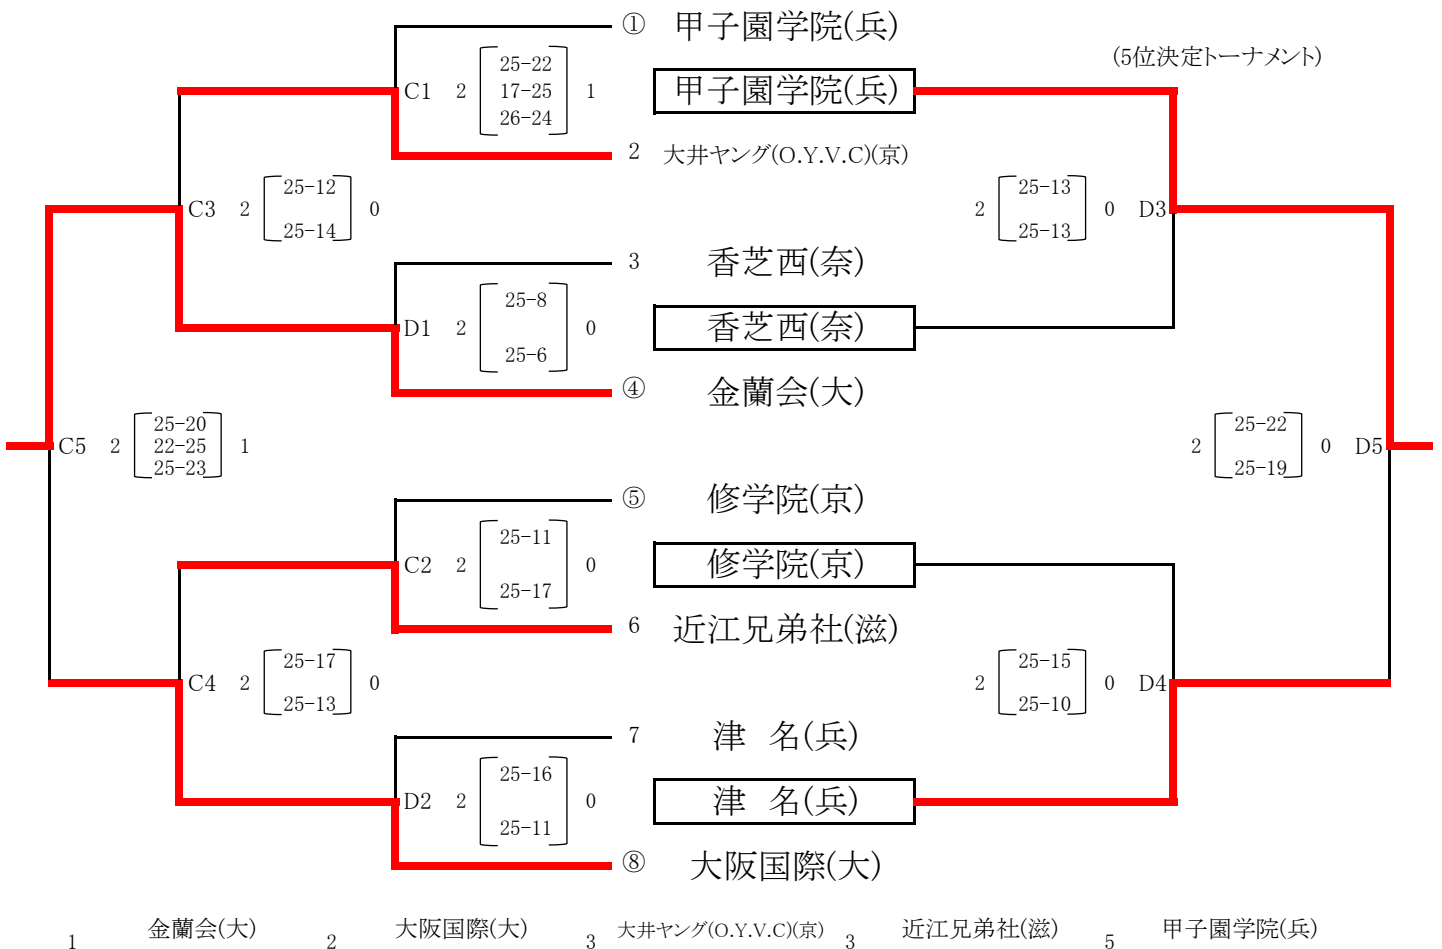 ① 甲子園学院(兵)
(5位決定トーナメント)
25-22
C1 2 17-25 1 甲子園学院(兵)
26-24
2 大井ヤング(O.Y.V.C)(京)
25-12 25-13
C3 2 0 2 0 D3
25-14 25-13
3 香芝西(奈)
25-8
D1 2 0 香芝西(奈)
25-6
④ 金蘭会(大)
25-20 25-22
C5 2 22-25 1 2 0 D5
25-23 25-19
⑤ 修学院(京)
25-11
C2 2 0 修学院(京)
25-17
6 近江兄弟社(滋)
25-17 25-15
C4 2 0 2 0 D4
25-13 25-10
7 津 名(兵)
25-16
D2 2 0 津 名(兵)
25-11
⑧ 大阪国際(大)
1 金蘭会(大) 2 大阪国際(大) 3 大井ヤング(O.Y.V.C)(京) 3 近江兄弟社(滋) 5 甲子園学院(兵)